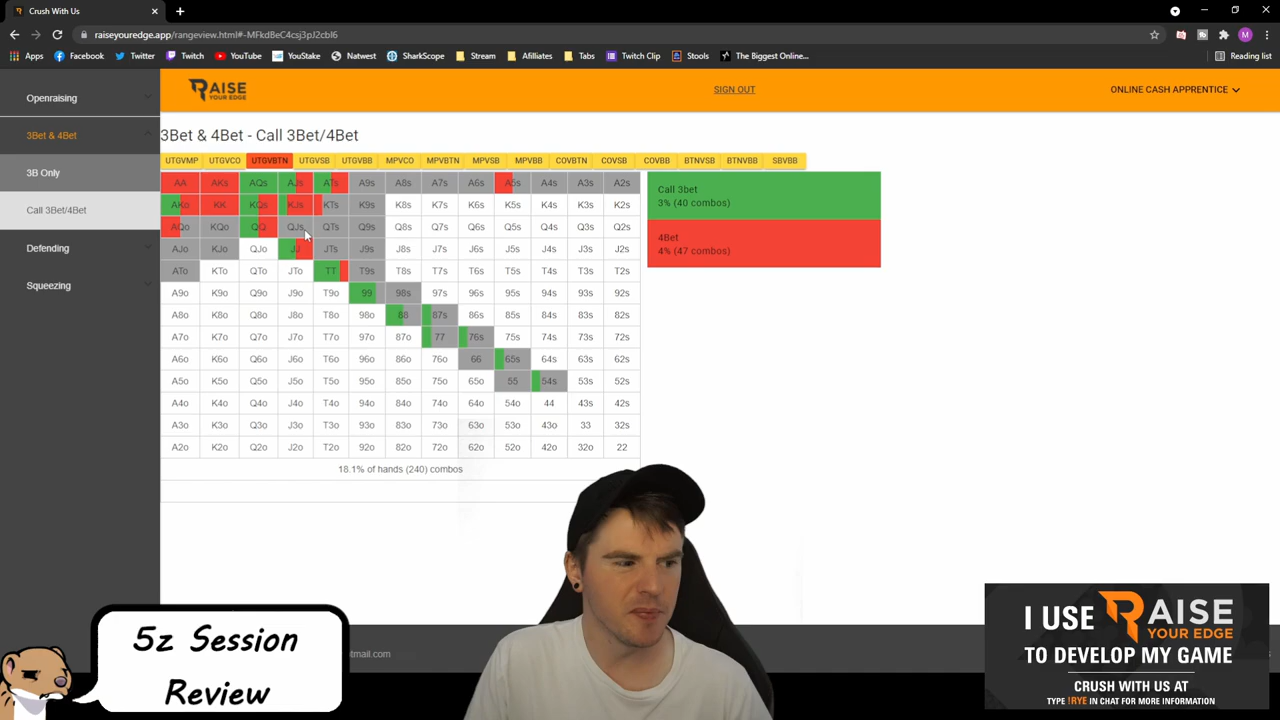 Crush With Us
raiseyouredge.app/rangeview.html#-MFkdBeC4csj3pJ2cbl6
Apps Facebook Twitter Twitch YouTube YouStake Natwest SharkScope Stream Afilliates Tabs Twitch Clip Stools The Biggest Onlin... Reading list
Openraising
3Bet & 4Bet
3B Only
Call 3Bet/4Bet
Defending
Squeezing
RAISE
YOUR EDGE
SIGN OUT
ONLINE CASH APPRENTICE
3Bet & 4Bet - Call 3Bet/4Bet
UTGVMP UTGVCO UTGVBTN UTGVSB UTGVBB MPVCO MPVBTN MPVSB MPVBB COVBTN COVSB COVBB BTNVSB BTNVBB SBVBB
AA AKs AQs AJs ATs A9s A8s A7s A6s A5s A4s A3s A2s
AKo KK KQs KJs KTs K9s K8s K7s K6s K5s K4s K3s K2s
AQo KQo QQ QJs QTs Q9s Q8s Q7s Q6s Q5s Q4s Q3s Q2s
AJo KJo QJo JJ JTs J9s J8s J7s J6s J5s J4s J3s J2s
ATo KTo QTo JTo TT T9s T8s T7s T6s T5s T4s T3s T2s
A9o K9o Q9o J9o T9o 99 98s 97s 96s 95s 94s 93s 92s
A8o K8o Q8o J8o T8o 98o 88 87s 86s 85s 84s 83s 82s
A7o K7o Q7o J7o T7o 97o 87o 77 76s 75s 74s 73s 72s
A6o K6o Q6o J6o T6o 96o 86o 76o 66 65s 64s 63s 62s
A5o K5o Q5o J5o T5o 95o 85o 75o 65o 55 54s 53s 52s
A4o K4o Q4o J4o T4o 94o 84o 74o 64o 54o 44 43s 42s
A3o K3o Q3o J3o T3o 93o 83o 73o 63o 53o 43o 33 32s
A2o K2o Q2o J2o T2o 92o 82o 72o 62o 52o 42o 32o 22
18.1% of hands (240) combos
Call 3bet
3% (40 combos)
4Bet
4% (47 combos)
5z Session
Review
otmail.com
I USE RAISE
YOUR EDGE
TO DEVELOP MY GAME
CRUSH WITH US AT
TYPE !RYE IN CHAT FOR MORE INFORMATION